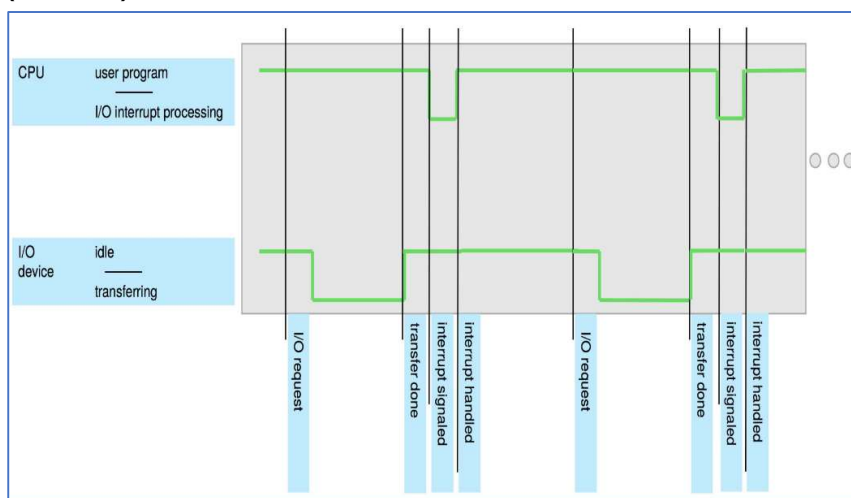 CPU
user program
I/O interrupt processing
I/O
device
idle
transferring
I/O request
transfer done
interrupt signaled
interrupt handled
I/O request
transfer done
interrupt signaled
interrupt handled